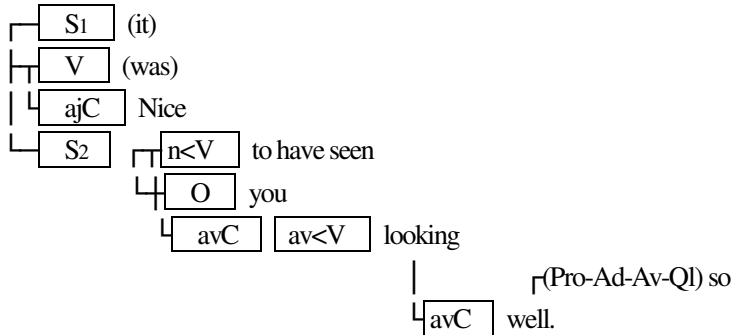 S1 (it)
V (was)
ajC Nice
S2 n<V to have seen
O you
avC av<V looking
(Pro-Ad-Av-Ql) so
avC well.